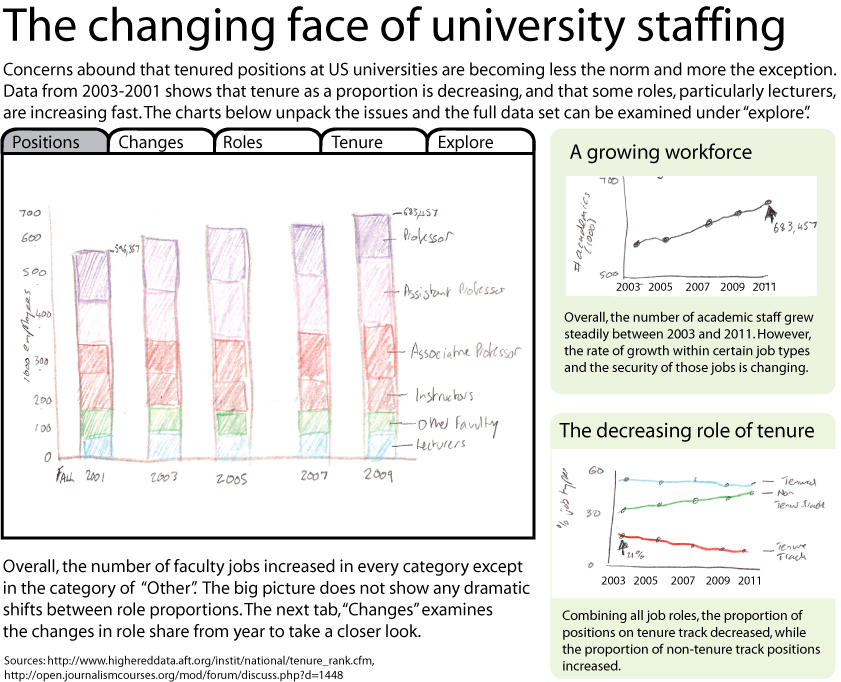 The changing face of university staffing
Concerns abound that tenured positions at US universities are becoming less the norm and more the exception.
Data from 2003-2001 shows that tenure as a proportion is decreasing, and that some roles, particularly lecturers,
are increasing fast. The charts below unpack the issues and the full data set can be examined under “explore”.
Positions
Changes
Roles
Tenure
Explore
700
600
500
400
300
200
100
0
1000 employees
596,367
683,457
Professor
Assistant Professor
Associative Professor
Instructors
Other Faculty
Lecturers
FALL 2001 2003 2005 2007 2009
Overall, the number of faculty jobs increased in every category except
in the category of “Other”. The big picture does not show any dramatic
shifts between role proportions. The next tab, “Changes” examines
the changes in role share from year to take a closer look.
Sources: http://www.highereddata.aft.org/instit/national/tenure_rank.cfm,
http://open.journalismcourses.org/mod/forum/discuss.php?d=1448
A growing workforce
700
# academics
(1000)
500
683,457
2003 2005 2007 2009 2011
Overall, the number of academic staff grew
steadily between 2003 and 2011. However,
the rate of growth within certain job types
and the security of those jobs is changing.
The decreasing role of tenure
60
30
0
% job types
Tenured
Non
Tenure Track
Tenure
Track
21%
2003 2005 2007 2009 2011
Combining all job roles, the proportion of
positions on tenure track decreased, while
the proportion of non-tenure track positions
increased.